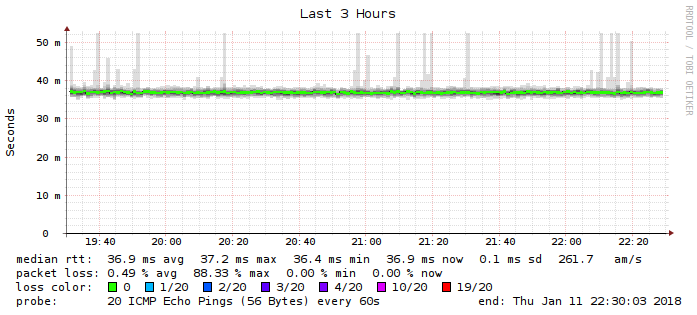 Last 3 Hours
RRDTOOL / TOBI OETIKER
Seconds
50 m
40 m
30 m
20 m
10 m
0
19:40 20:00 20:20 20:40 21:00 21:20 21:40 22:00 22:20
median rtt: 36.9 ms avg 37.2 ms max 36.4 ms min 36.9 ms now 0.1 ms sd 261.7 am/s
packet loss: 0.49 % avg 88.33 % max 0.00 % min 0.00 % now
loss color: 0 1/20 2/20 3/20 4/20 10/20 19/20
probe: 20 ICMP Echo Pings (56 Bytes) every 60s end: Thu Jan 11 22:30:03 2018